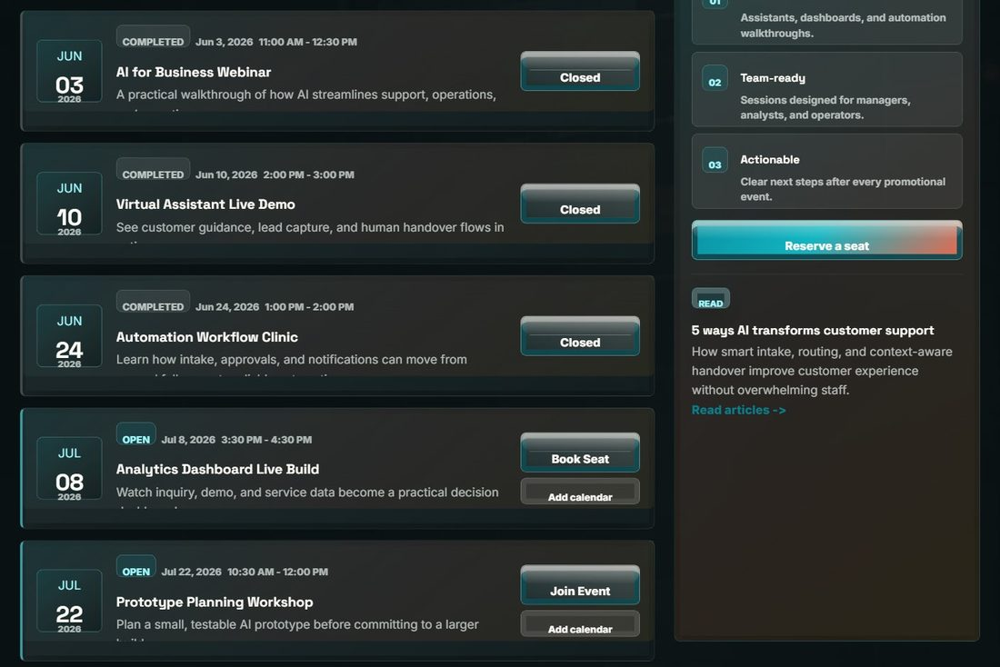 COMPLETED Jun 3, 2026 11:00 AM - 12:30 PM
JUN
03
2026
AI for Business Webinar
A practical walkthrough of how AI streamlines support, operations,
Closed
COMPLETED Jun 10, 2026 2:00 PM - 3:00 PM
JUN
10
2026
Virtual Assistant Live Demo
See customer guidance, lead capture, and human handover flows in
Closed
COMPLETED Jun 24, 2026 1:00 PM - 2:00 PM
JUN
24
2026
Automation Workflow Clinic
Learn how intake, approvals, and notifications can move from
Closed
OPEN Jul 8, 2026 3:30 PM - 4:30 PM
JUL
08
2026
Analytics Dashboard Live Build
Watch inquiry, demo, and service data become a practical decision
Book Seat
Add calendar
OPEN Jul 22, 2026 10:30 AM - 12:00 PM
JUL
22
2026
Prototype Planning Workshop
Plan a small, testable AI prototype before committing to a larger
Join Event
Add calendar
01
Assistants, dashboards, and automation
walkthroughs.
02
Team-ready
Sessions designed for managers,
analysts, and operators.
03
Actionable
Clear next steps after every promotional
event.
Reserve a seat
READ
5 ways AI transforms customer support
How smart intake, routing, and context-aware
handover improve customer experience
without overwhelming staff.
Read articles ->